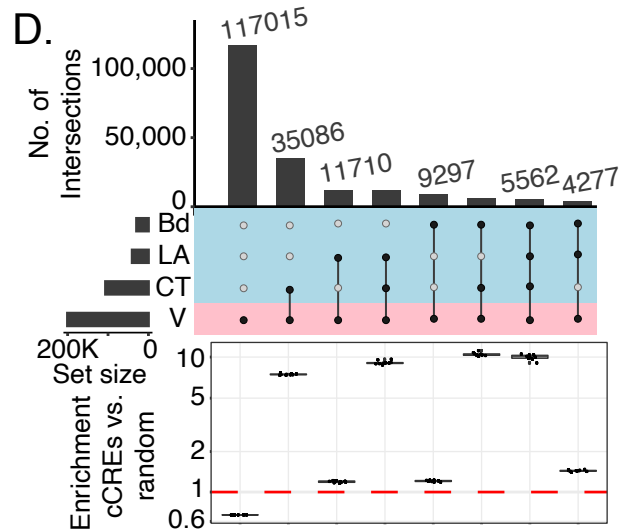 D.
No. of
Intersections
100,000
50,000
0
117015
35086
11710
9297
5562
4277
Bd
LA
CT
V
200K 0
Set size
Enrichment
cCREs vs.
random
10
5
2
1
0.6